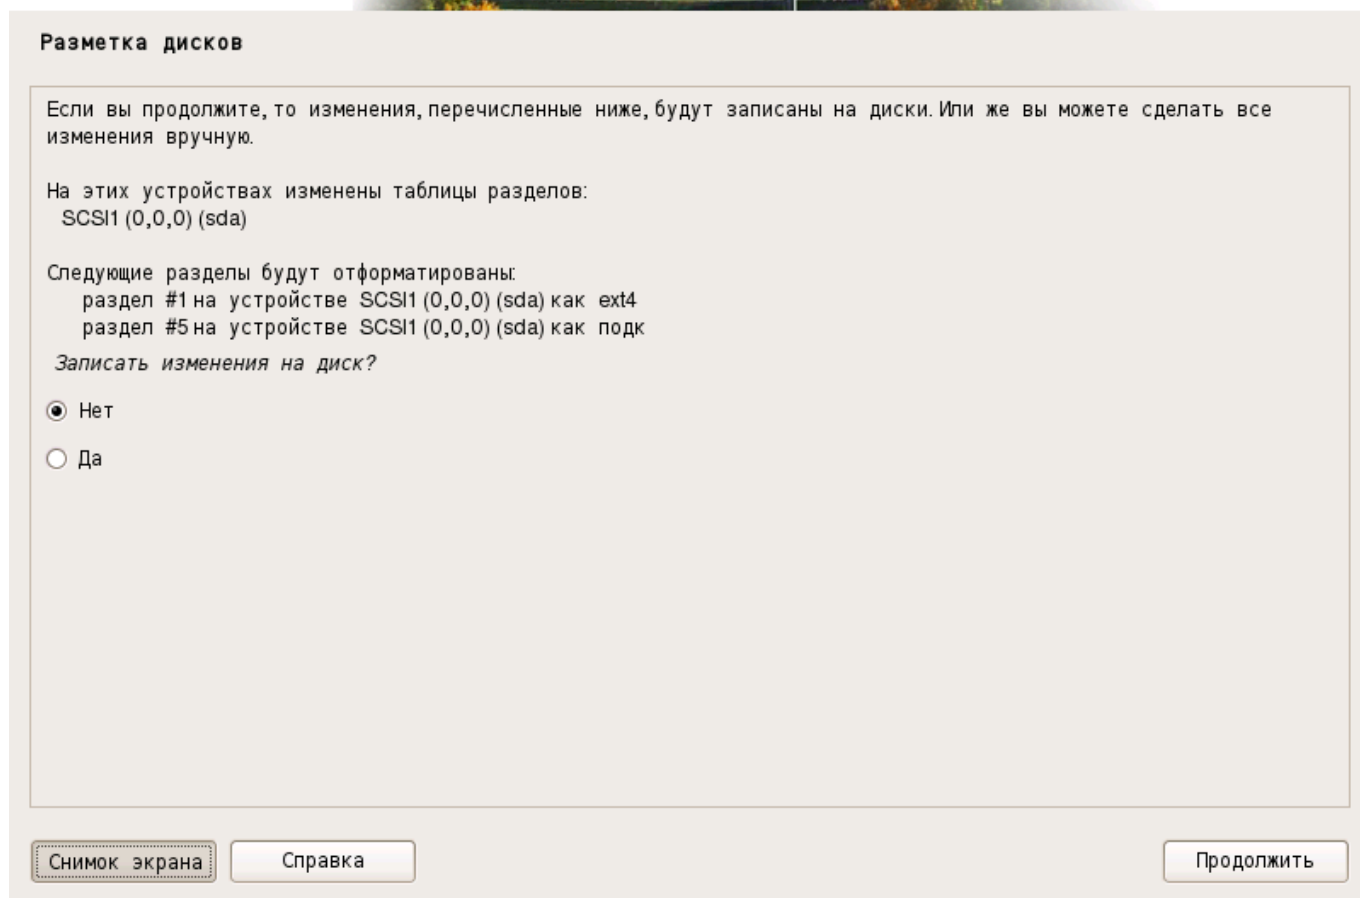 Разметка дисков
Если вы продолжите, то изменения, перечисленные ниже, будут записаны на диски. Или же вы можете сделать все
изменения вручную.
На этих устройствах изменены таблицы разделов:
SCSI1 (0,0,0) (sda)
Следующие разделы будут отформатированы:
раздел #1 на устройстве SCSI1 (0,0,0) (sda) как ext4
раздел #5 на устройстве SCSI1 (0,0,0) (sda) как подк
Записать изменения на диск?
Нет
Да
Снимок экрана
Справка
Продолжить